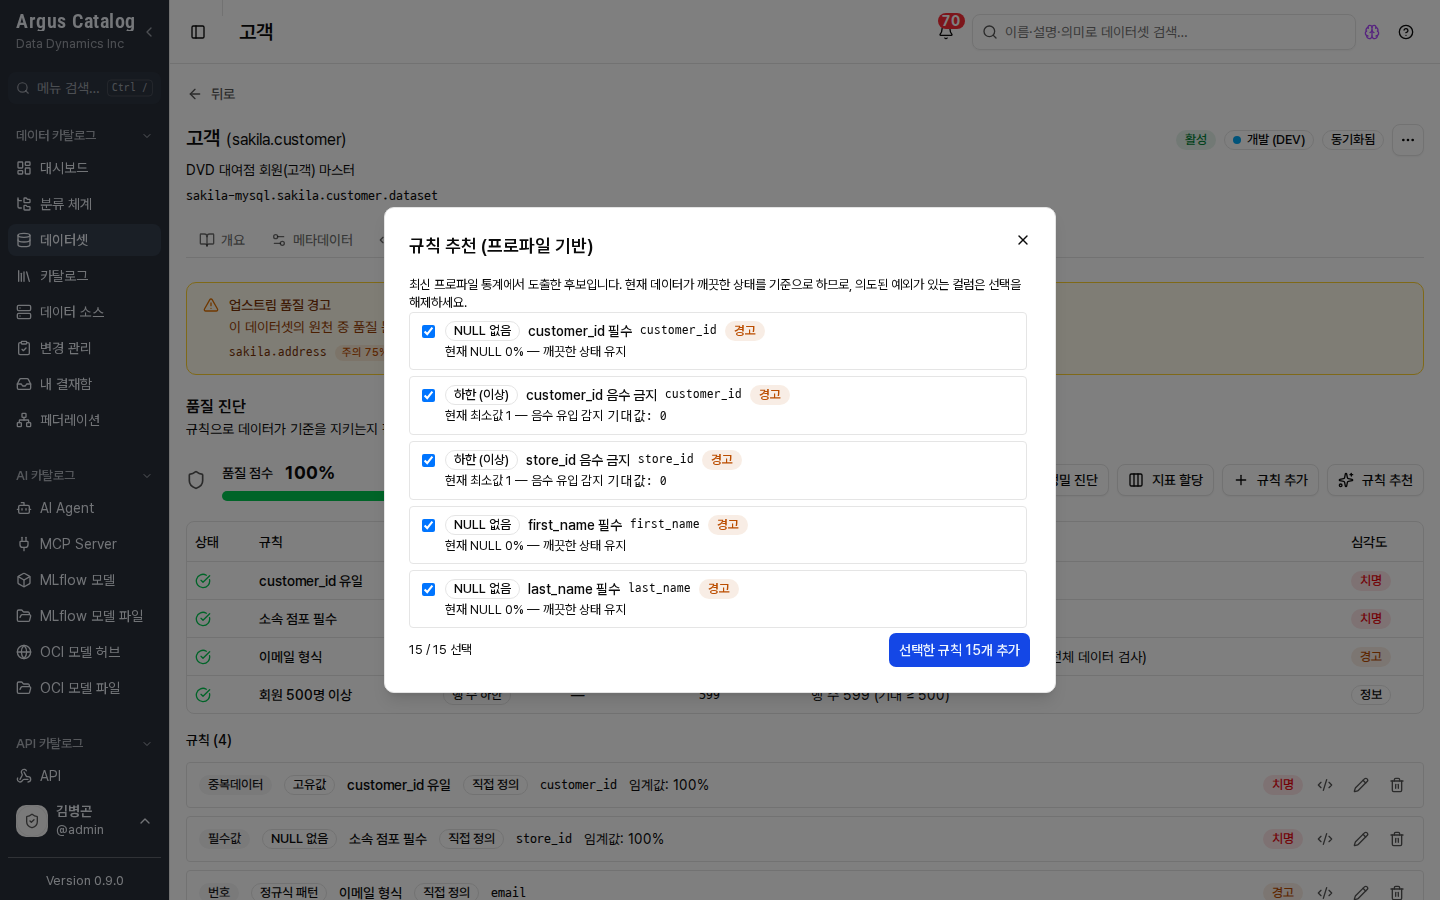 Argus Catalog
Data Dynamics Inc
메뉴 검색...
Ctrl /
데이터 카탈로그
대시보드
분류 체계
데이터셋
카탈로그
데이터 소스
변경 관리
내 결재함
페더레이션
AI 카탈로그
AI Agent
MCP Server
MLflow 모델
MLflow 모델 파일
OCI 모델 허브
OCI 모델 파일
API 카탈로그
API
김병곤
@admin
Version 0.9.0
고객
70
이름·설명·의미로 데이터셋 검색...
뒤로
고객 (sakila.customer)
활성
개발 (DEV)
동기화됨
DVD 대여점 회원(고객) 마스터
sakila-mysql.sakila.customer.dataset
개요
메타데이터
업스트림 품질 경고
이 데이터셋의 원천 중 품질
sakila.address
주의 75%
품질 진단
규칙으로 데이터가 기준을 지키는지
품질 점수 100%
진단
지표 할당
규칙 추가
규칙 추천
상태 규칙 심각도
customer_id 유일 치명
소속 점포 필수 치명
이메일 형식 전체 데이터 검사) 경고
회원 500명 이상 행 수 하한 — 599 행 수 599 (기대 ≥ 500) 정보
규칙 (4)
중복데이터 고유값 customer_id 유일 직접 정의 customer_id 임계값: 100% 치명
필수값 NULL 없음 소속 점포 필수 직접 정의 store_id 임계값: 100% 치명
번호 정규식 패턴 이메일 형식 직접 정의 email 경고
규칙 추천 (프로파일 기반)
최신 프로파일 통계에서 도출한 후보입니다. 현재 데이터가 깨끗한 상태를 기준으로 하므로, 의도된 예외가 있는 컬럼은 선택을
해제하세요.
NULL 없음 customer_id 필수 customer_id 경고
현재 NULL 0% — 깨끗한 상태 유지
하한 (이상) customer_id 음수 금지 customer_id 경고
현재 최소값 1 — 음수 유입 감지 기대값: 0
하한 (이상) store_id 음수 금지 store_id 경고
현재 최소값 1 — 음수 유입 감지 기대값: 0
NULL 없음 first_name 필수 first_name 경고
현재 NULL 0% — 깨끗한 상태 유지
NULL 없음 last_name 필수 last_name 경고
현재 NULL 0% — 깨끗한 상태 유지
15 / 15 선택
선택한 규칙 15개 추가